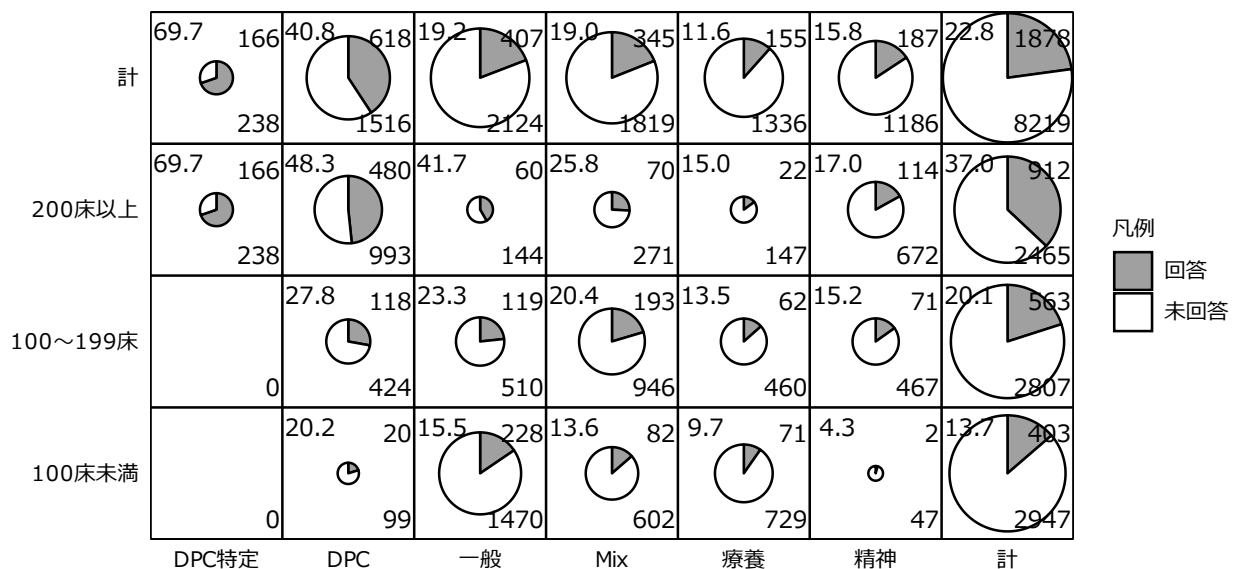 69.7 166 40.8 618 19.2 407 19.0 345 11.6 155 15.8 187 22.8 1878
計
238 1516 2124 1819 1336 1186 8219
69.7 166 48.3 480 41.7 60 25.8 70 15.0 22 17.0 114 37.0 912
200床以上
238 993 144 271 147 672 2465
27.8 118 23.3 119 20.4 193 13.5 62 15.2 71 20.1 563
100～199床
0 424 510 946 460 467 2807
20.2 20 15.5 228 13.6 82 9.7 71 4.3 2 13.7 403
100床未満
0 99 1470 602 729 47 2947
DPC特定 DPC 一般 Mix 療養 精神 計
凡例
回答
未回答